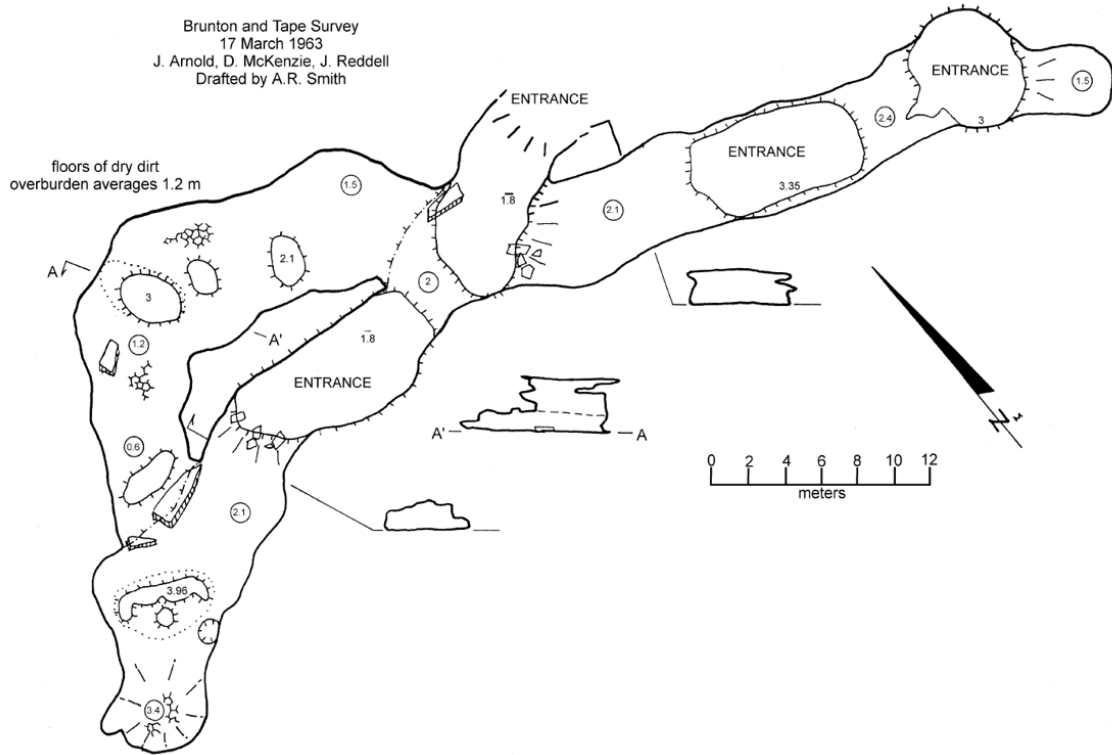 Brunton and Tape Survey
17 March 1963
J. Arnold, D. McKenzie, J. Reddell
Drafted by A.R. Smith
ENTRANCE
1.5
ENTRANCE
3
2.4
floors of dry dirt
overburden averages 1.2 m
1.5
ENTRANCE
3.35
1.8
2.1
A
2.1
3
2
A'
1.2
1.8
ENTRANCE
A' A
N M
0.6
0 2 4 6 8 10 12
meters
2.1
3.96
3.4